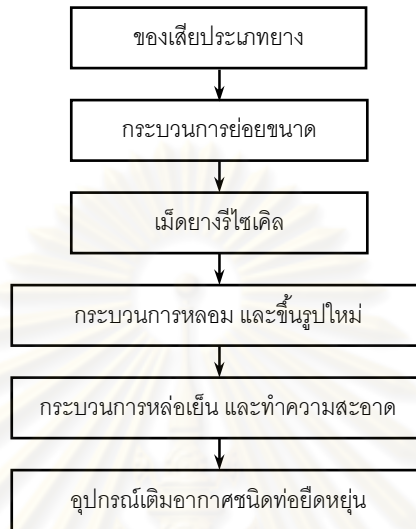 ของเสียประเภทยาง
กระบวนการย่อยขนาด
เม็ดยางรีไซเคิล
กระบวนการหลอม และขึ้นรูปใหม่
กระบวนการหล่อเย็น และทำความสะอาด
อุปกรณ์เติมอากาศชนิดท่อยืดหยุ่น